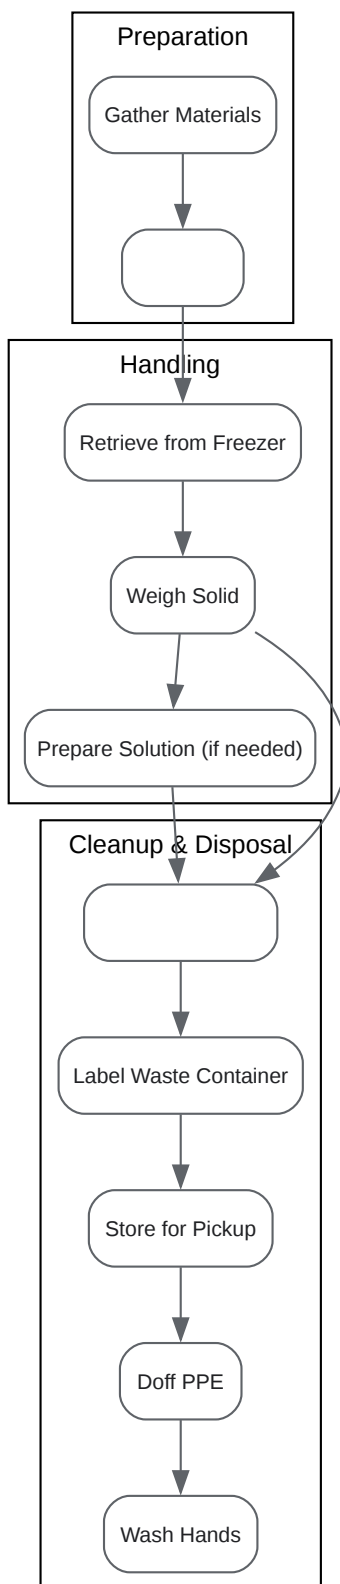 Preparation
Gather Materials
Handling
Retrieve from Freezer
Weigh Solid
Prepare Solution (if needed)
Cleanup & Disposal
Label Waste Container
Store for Pickup
Doff PPE
Wash Hands